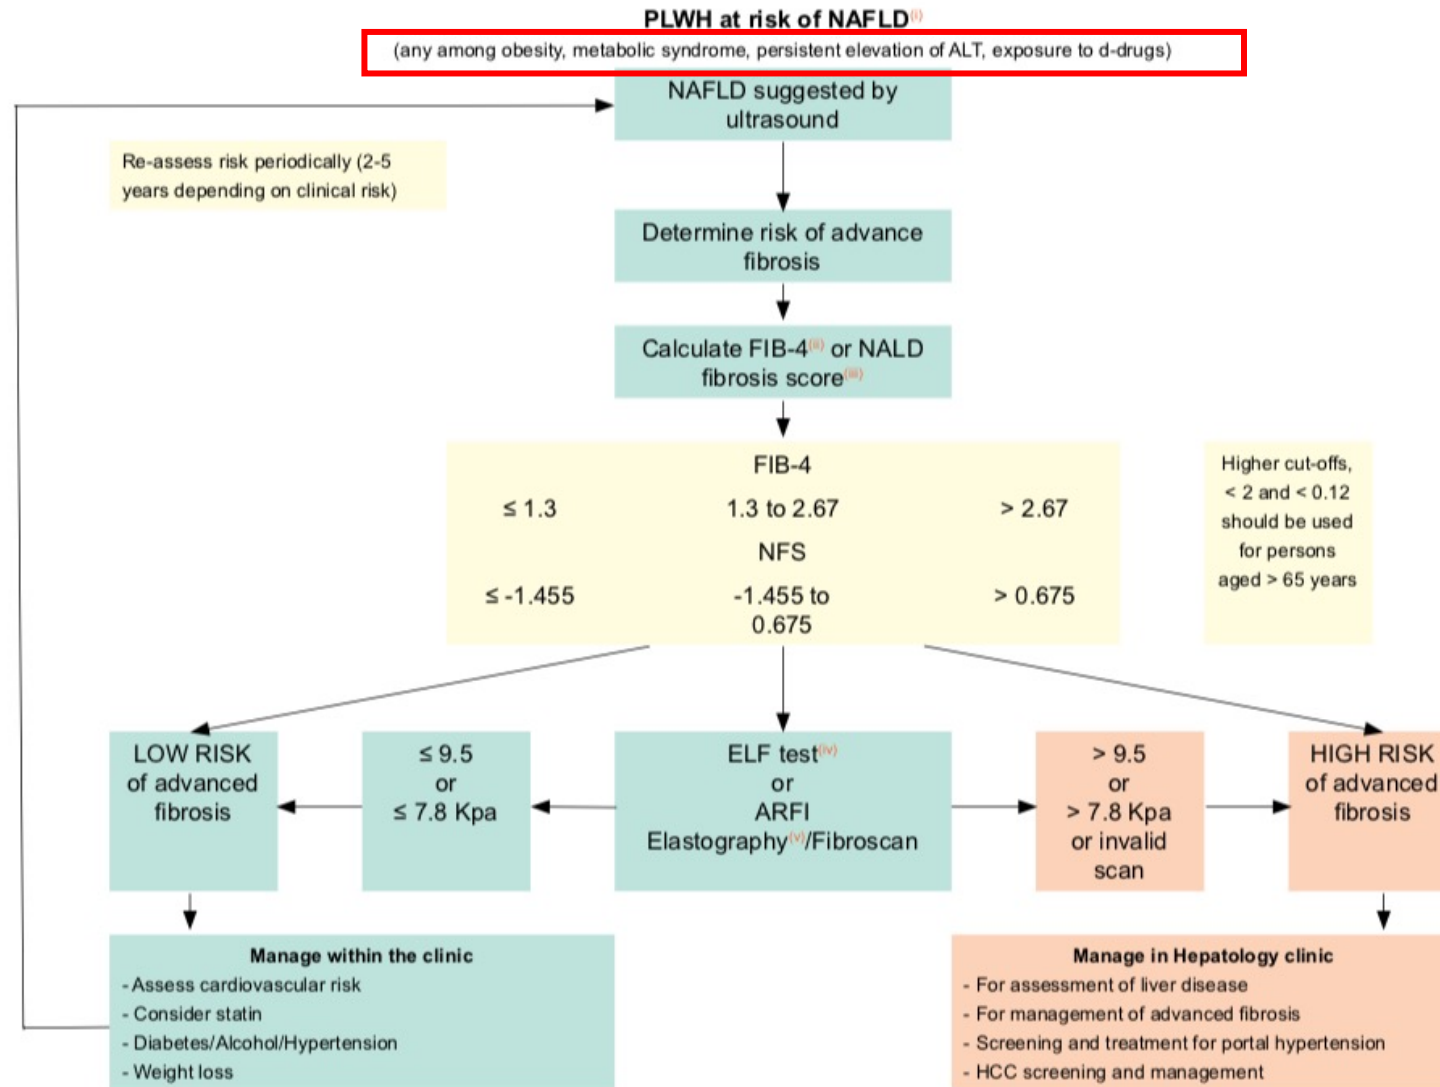 PLWH at risk of NAFLD(i)
(any among obesity, metabolic syndrome, persistent elevation of ALT, exposure to d-drugs)
NAFLD suggested by
ultrasound
Re-assess risk periodically (2-5
years depending on clinical risk)
Determine risk of advance
fibrosis
Calculate FIB-4(ii) or NALD
fibrosis score(iii)
FIB-4
≤ 1.3 1.3 to 2.67 > 2.67
NFS
≤ -1.455 -1.455 to > 0.675
0.675
Higher cut-offs,
< 2 and < 0.12
should be used
for persons
aged > 65 years
LOW RISK
of advanced
fibrosis
≤ 9.5
or
≤ 7.8 Kpa
ELF test(iv)
or
ARFI
Elastography(v)/Fibroscan
> 9.5
or
> 7.8 Kpa
or invalid
scan
HIGH RISK
of advanced
fibrosis
Manage within the clinic
- Assess cardiovascular risk
- Consider statin
- Diabetes/Alcohol/Hypertension
- Weight loss
Manage in Hepatology clinic
- For assessment of liver disease
- For management of advanced fibrosis
- Screening and treatment for portal hypertension
- HCC screening and management